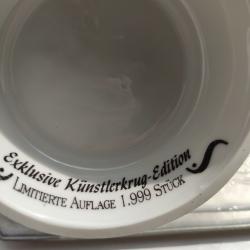 Exklusive Künstlerkrug-Edition
LIMITIERTE AUFLAGE 1.999 STÜCK